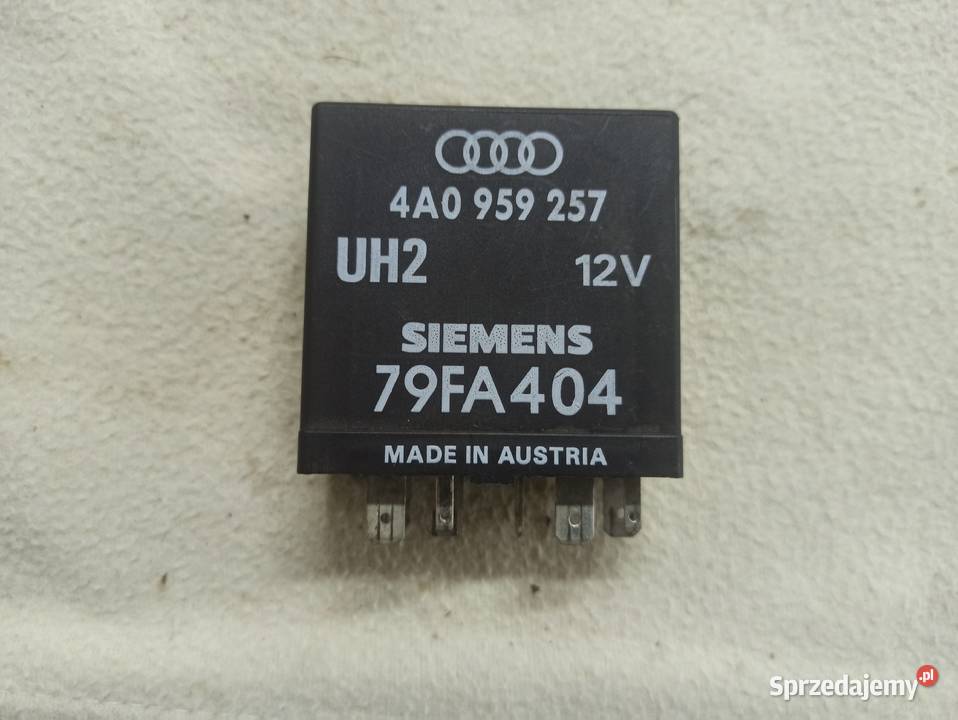 4A0 959 257
UH2 12V
SIEMENS
79FA404
MADE IN AUSTRIA
Sprzedajemy.pl